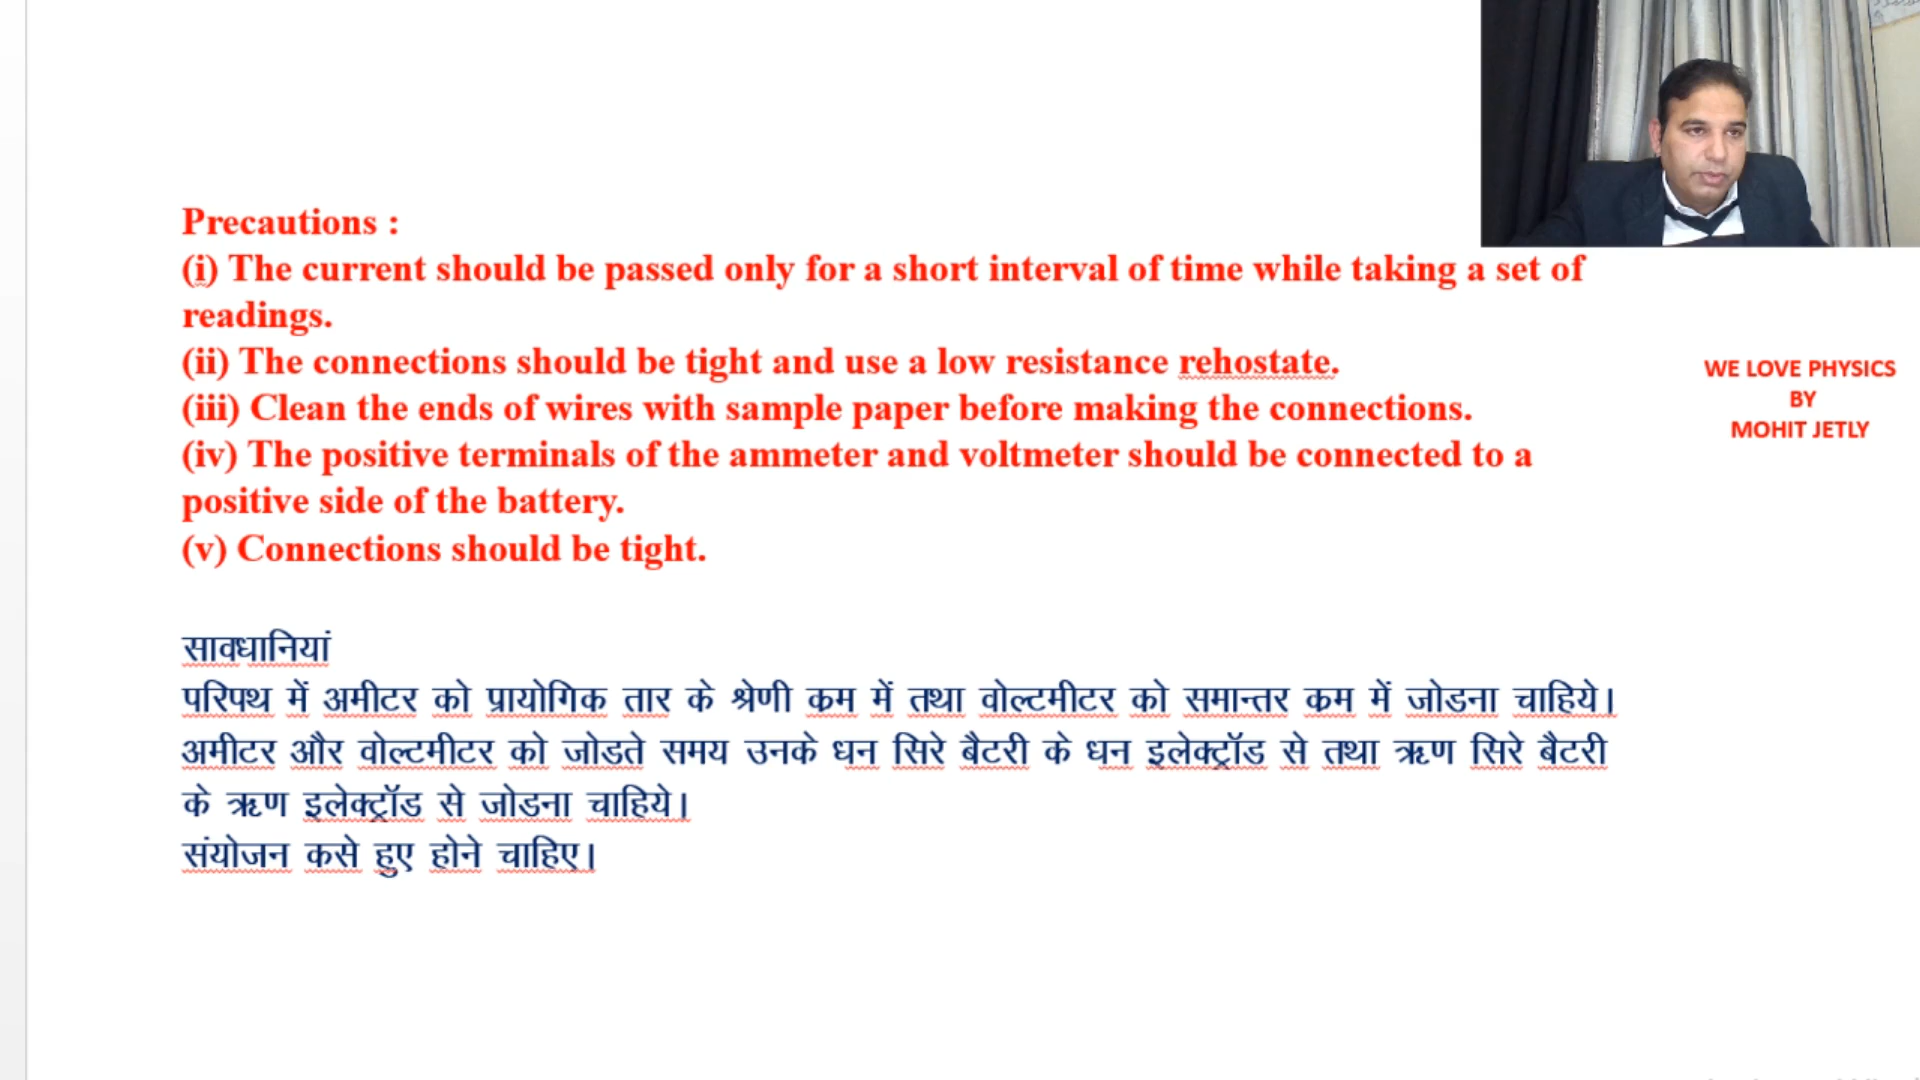 Precautions :
(i) The current should be passed only for a short interval of time while taking a set of
readings.
(ii) The connections should be tight and use a low resistance rehostate.
(iii) Clean the ends of wires with sample paper before making the connections.
(iv) The positive terminals of the ammeter and voltmeter should be connected to a
positive side of the battery.
(v) Connections should be tight.
WE LOVE PHYSICS
BY
MOHIT JETLY
सावधानियां
परिपथ में अमीटर को प्रायोगिक तार के श्रेणी कम में तथा वोल्टमीटर को समान्तर कम में जोडना चाहिये।
अमीटर और वोल्टमीटर को जोडते समय उनके धन सिरे बैटरी के धन इलेक्ट्रॉड से तथा ऋण सिरे बैटरी
के ऋण इलेक्ट्रॉड से जोडना चाहिये।
संयोजन कसे हुए होने चाहिए।